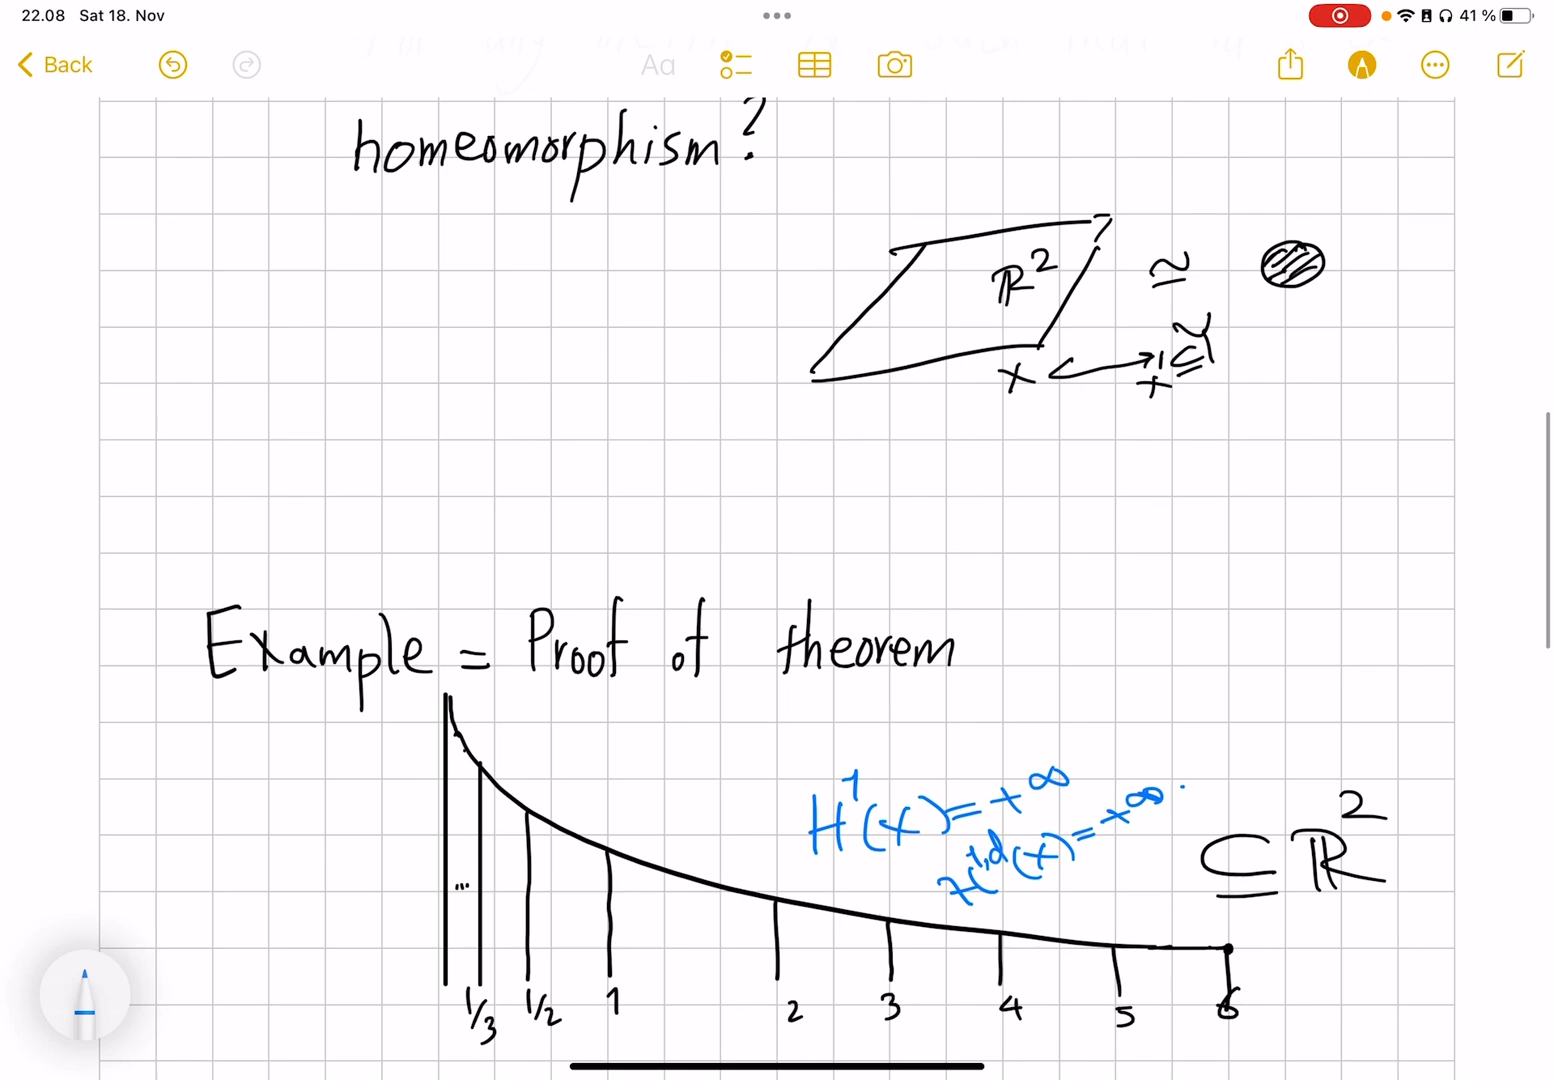 22.08 Sat 18. Nov
41 %
Back
Aa
homeomorphism?
ℝ² ≃
x
Example = Proof of theorem
H¹(x) = +∞
ℋ¹,ᵈ(x) = +∞
⊆ ℝ²
...
1/3 1/2 1 2 3 4 5 6